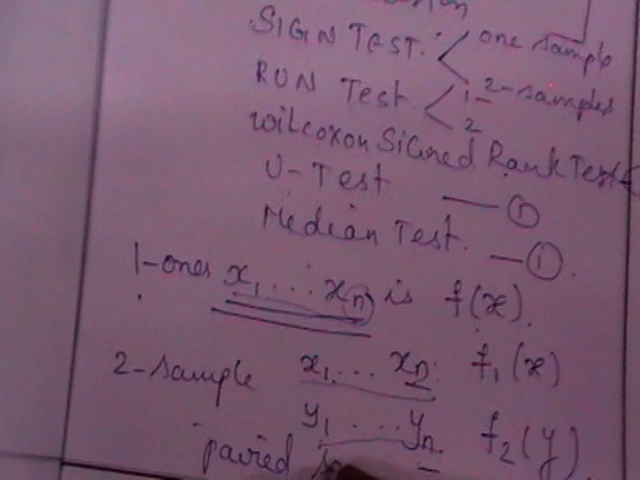 SIGN TEST. one sample
2-samples
RUN Test 1-
2
Wilcoxon Signed Rank Test
U-Test — ①
Median Test. — ①.
1-ones x₁ ... xₙ is f(x).
2-sample x₁ ... xₙ f₁(x)
y₁ .... yₙ f₂(y)
paired